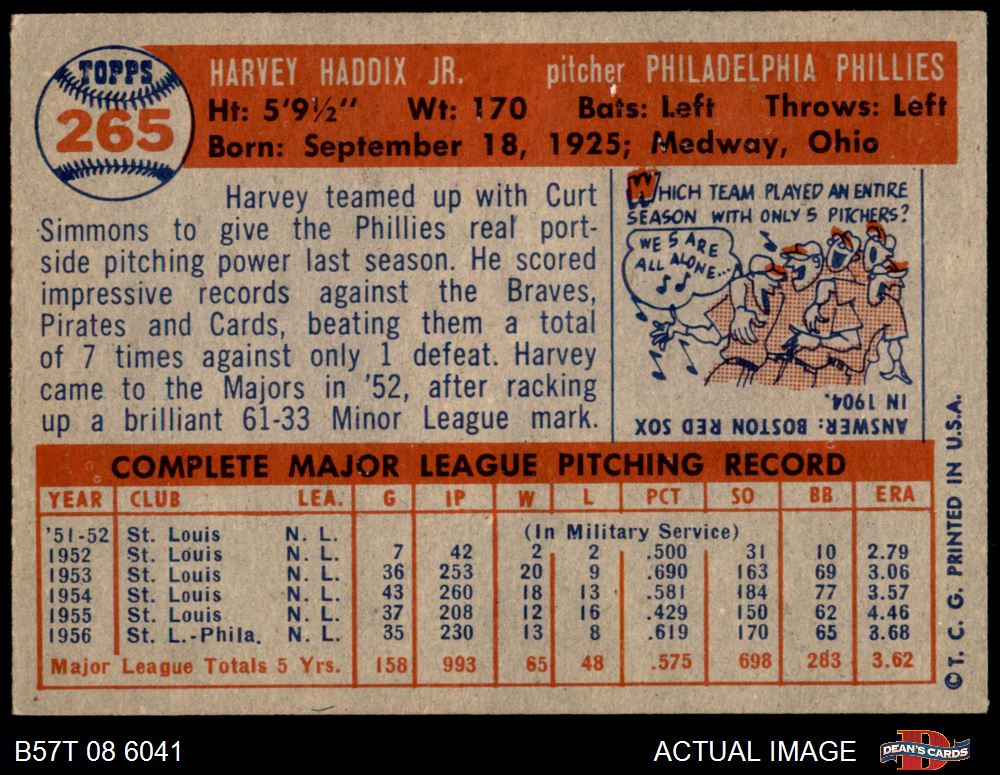 TOPPS
265
HARVEY HADDIX JR. pitcher PHILADELPHIA PHILLIES
Ht: 5'9½" Wt: 170 Bats: Left Throws: Left
Born: September 18, 1925; Medway, Ohio
Harvey teamed up with Curt
Simmons to give the Phillies real port-
side pitching power last season. He scored
impressive records against the Braves,
Pirates and Cards, beating them a total
of 7 times against only 1 defeat. Harvey
came to the Majors in '52, after racking
up a brilliant 61-33 Minor League mark.
WHICH TEAM PLAYED AN ENTIRE
SEASON WITH ONLY 5 PITCHERS?
WE 5 ARE
ALL ALONE...
ANSWER: BOSTON RED SOX
IN 1904.
COMPLETE MAJOR LEAGUE PITCHING RECORD
YEAR CLUB LEA. G IP W L PCT SO BB ERA
'51-52 St. Louis N. L. (In Military Service)
1952 St. Louis N. L. 7 42 2 2 .500 31 10 2.79
1953 St. Louis N. L. 36 253 20 9 .690 163 69 3.06
1954 St. Louis N. L. 43 260 18 13 .581 184 77 3.57
1955 St. Louis N. L. 37 208 12 16 .429 150 62 4.46
1956 St. L.-Phila. N. L. 35 230 13 8 .619 170 65 3.68
Major League Totals 5 Yrs. 158 993 65 48 .575 698 283 3.62
©T. C. G. PRINTED IN U.S.A.
B57T 08 6041 ACTUAL IMAGE
D
DEAN'S CARDS